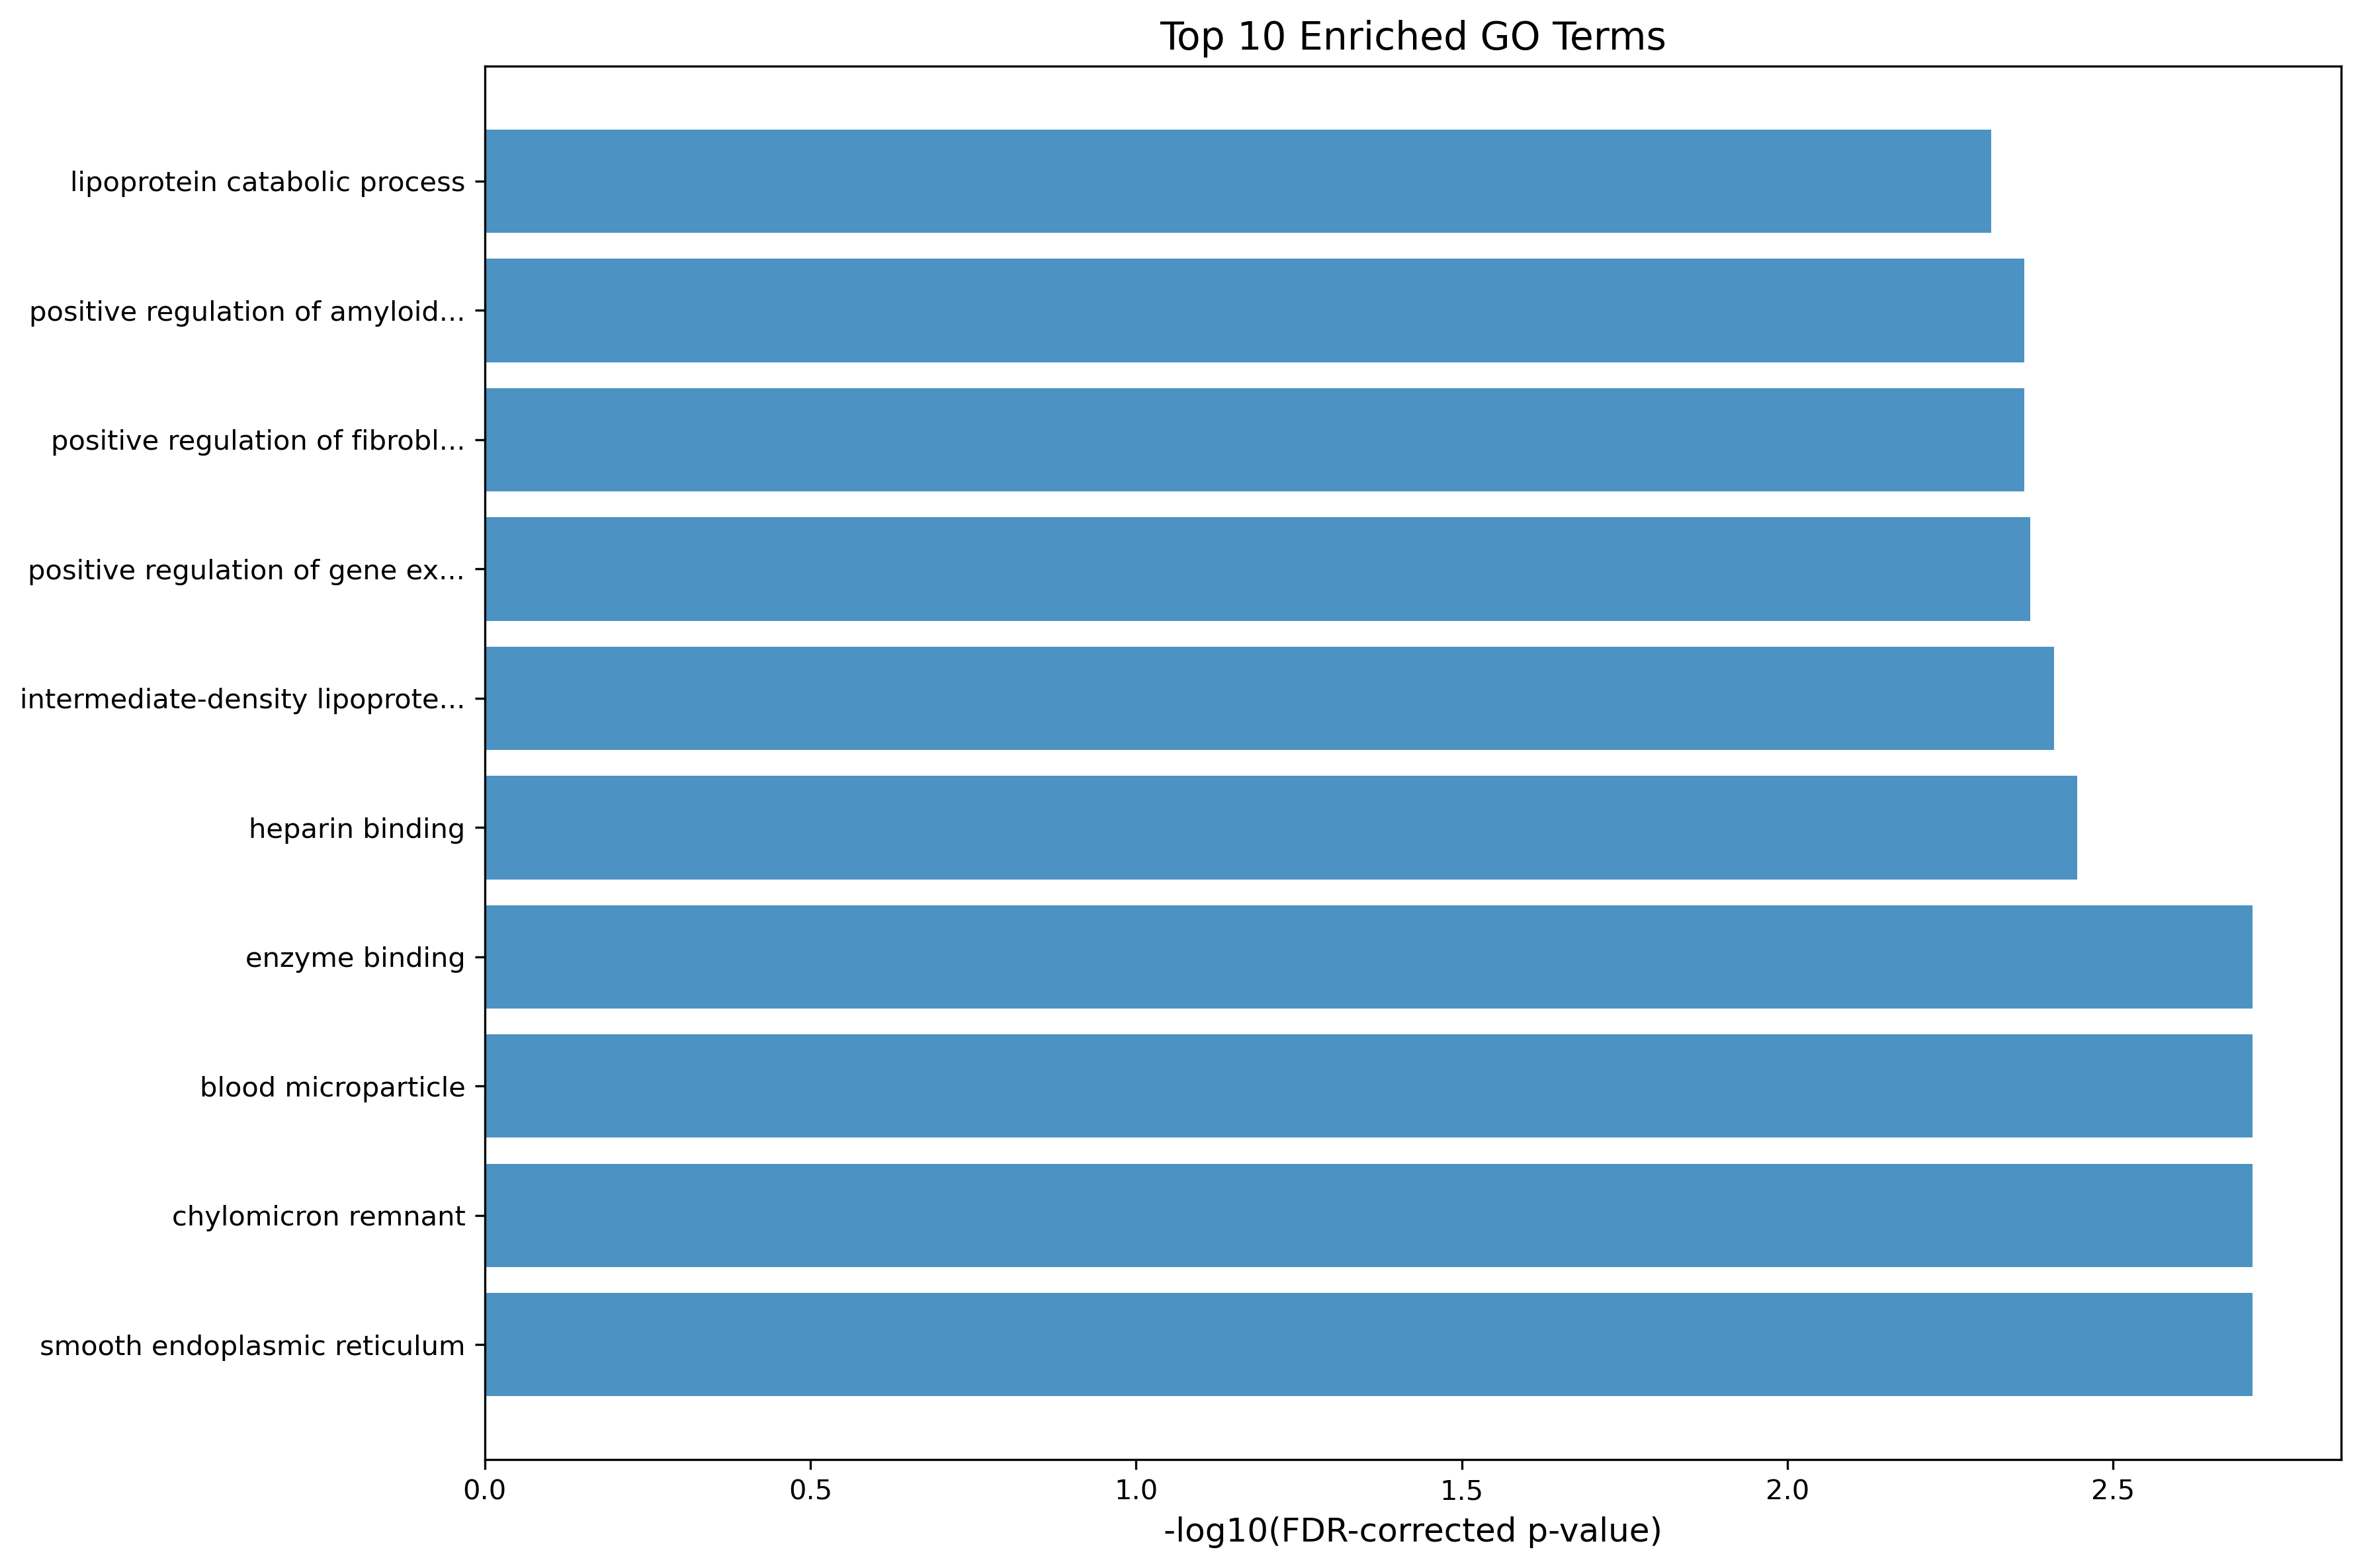 Top 10 Enriched GO Terms
lipoprotein catabolic process
positive regulation of amyloid...
positive regulation of fibrobl...
positive regulation of gene ex...
intermediate-density lipoprote...
heparin binding
enzyme binding
blood microparticle
chylomicron remnant
smooth endoplasmic reticulum
0.0 0.5 1.0 1.5 2.0 2.5
-log10(FDR-corrected p-value)